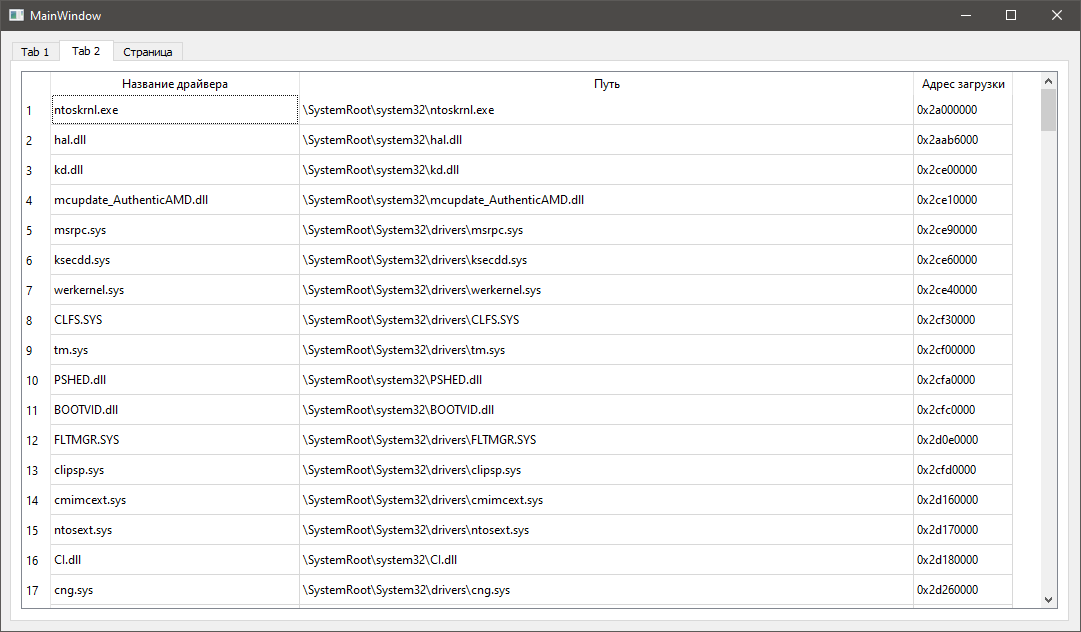 MainWindow
Tab 1 Tab 2 Страница
Название драйвера Путь Адрес загрузки
1 ntoskrnl.exe \SystemRoot\system32\ntoskrnl.exe 0x2a000000
2 hal.dll \SystemRoot\system32\hal.dll 0x2aab6000
3 kd.dll \SystemRoot\system32\kd.dll 0x2ce00000
4 mcupdate_AuthenticAMD.dll \SystemRoot\system32\mcupdate_AuthenticAMD.dll 0x2ce10000
5 msrpc.sys \SystemRoot\System32\drivers\msrpc.sys 0x2ce90000
6 ksecdd.sys \SystemRoot\System32\drivers\ksecdd.sys 0x2ce60000
7 werkernel.sys \SystemRoot\System32\drivers\werkernel.sys 0x2ce40000
8 CLFS.SYS \SystemRoot\System32\drivers\CLFS.SYS 0x2cf30000
9 tm.sys \SystemRoot\System32\drivers\tm.sys 0x2cf00000
10 PSHED.dll \SystemRoot\system32\PSHED.dll 0x2cfa0000
11 BOOTVID.dll \SystemRoot\system32\BOOTVID.dll 0x2cfc0000
12 FLTMGR.SYS \SystemRoot\System32\drivers\FLTMGR.SYS 0x2d0e0000
13 clipsp.sys \SystemRoot\System32\drivers\clipsp.sys 0x2cfd0000
14 cmimcext.sys \SystemRoot\System32\drivers\cmimcext.sys 0x2d160000
15 ntosext.sys \SystemRoot\System32\drivers\ntosext.sys 0x2d170000
16 CI.dll \SystemRoot\system32\CI.dll 0x2d180000
17 cng.sys \SystemRoot\System32\drivers\cng.sys 0x2d260000